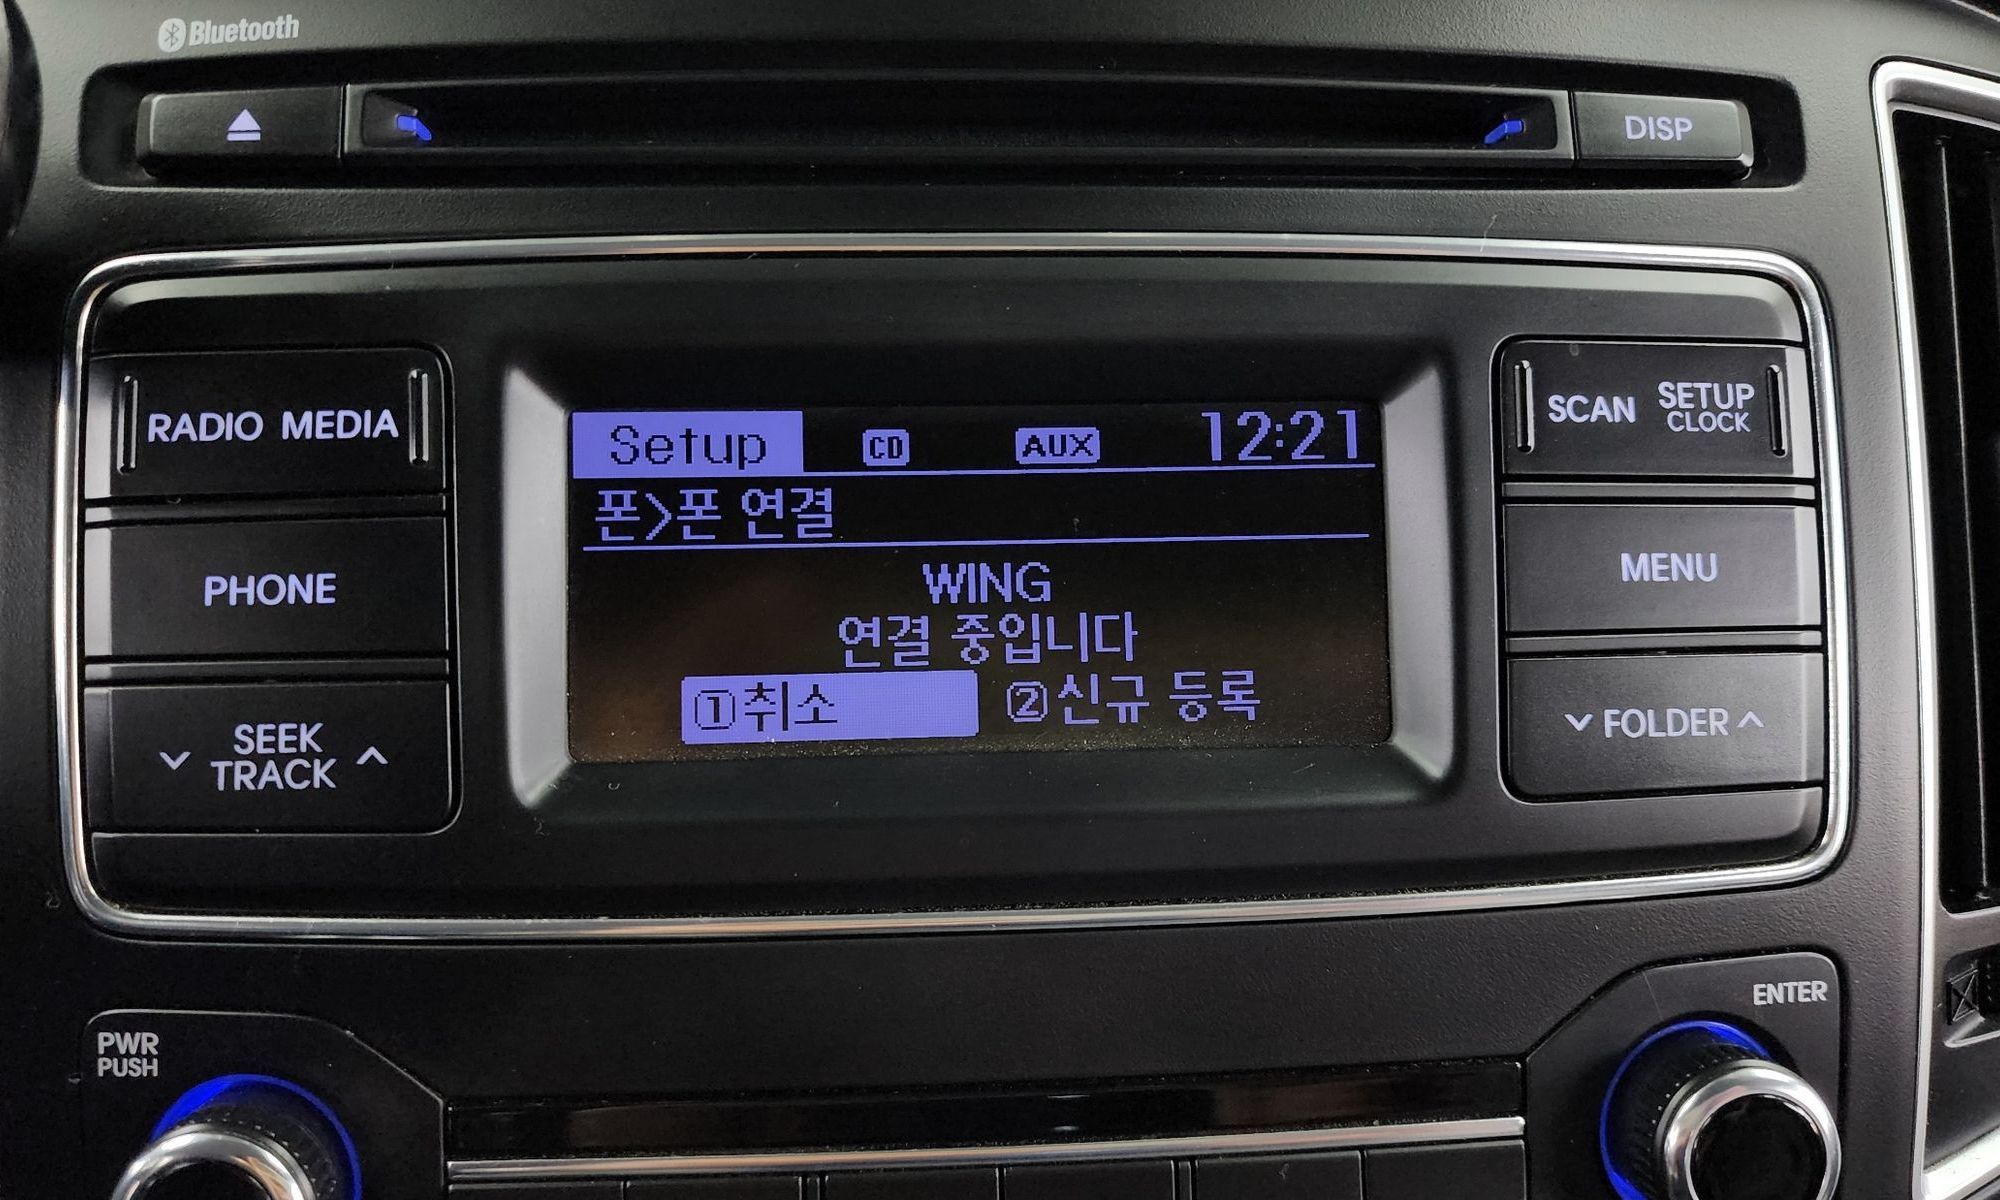 Bluetooth
DISP
RADIO MEDIA
PHONE
SEEK
TRACK
Setup CD AUX 12:21
폰>폰 연결
WING
연결 중입니다
①취소 ②신규 등록
SCAN SETUP
CLOCK
MENU
FOLDER
PWR
PUSH
ENTER